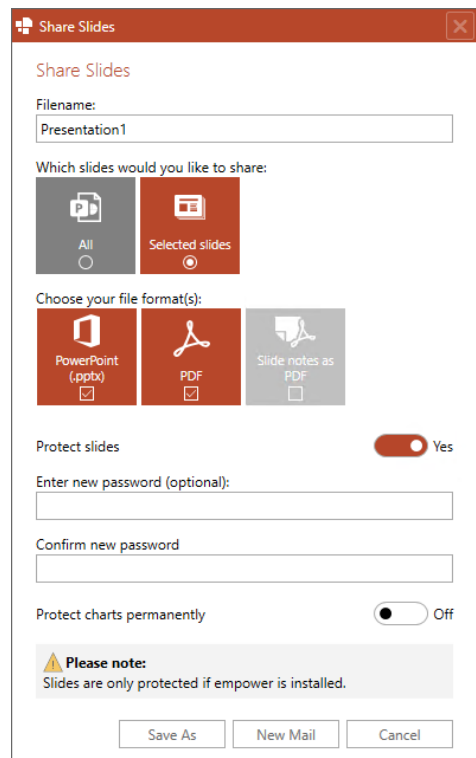 Share Slides
Share Slides
Filename:
Presentation1
Which slides would you like to share:
All
Selected slides
Choose your file format(s):
PowerPoint
(.pptx)
PDF
Slide notes as
PDF
Protect slides
Yes
Enter new password (optional):
Confirm new password
Protect charts permanently
Off
Please note:
Slides are only protected if empower is installed.
Save As
New Mail
Cancel